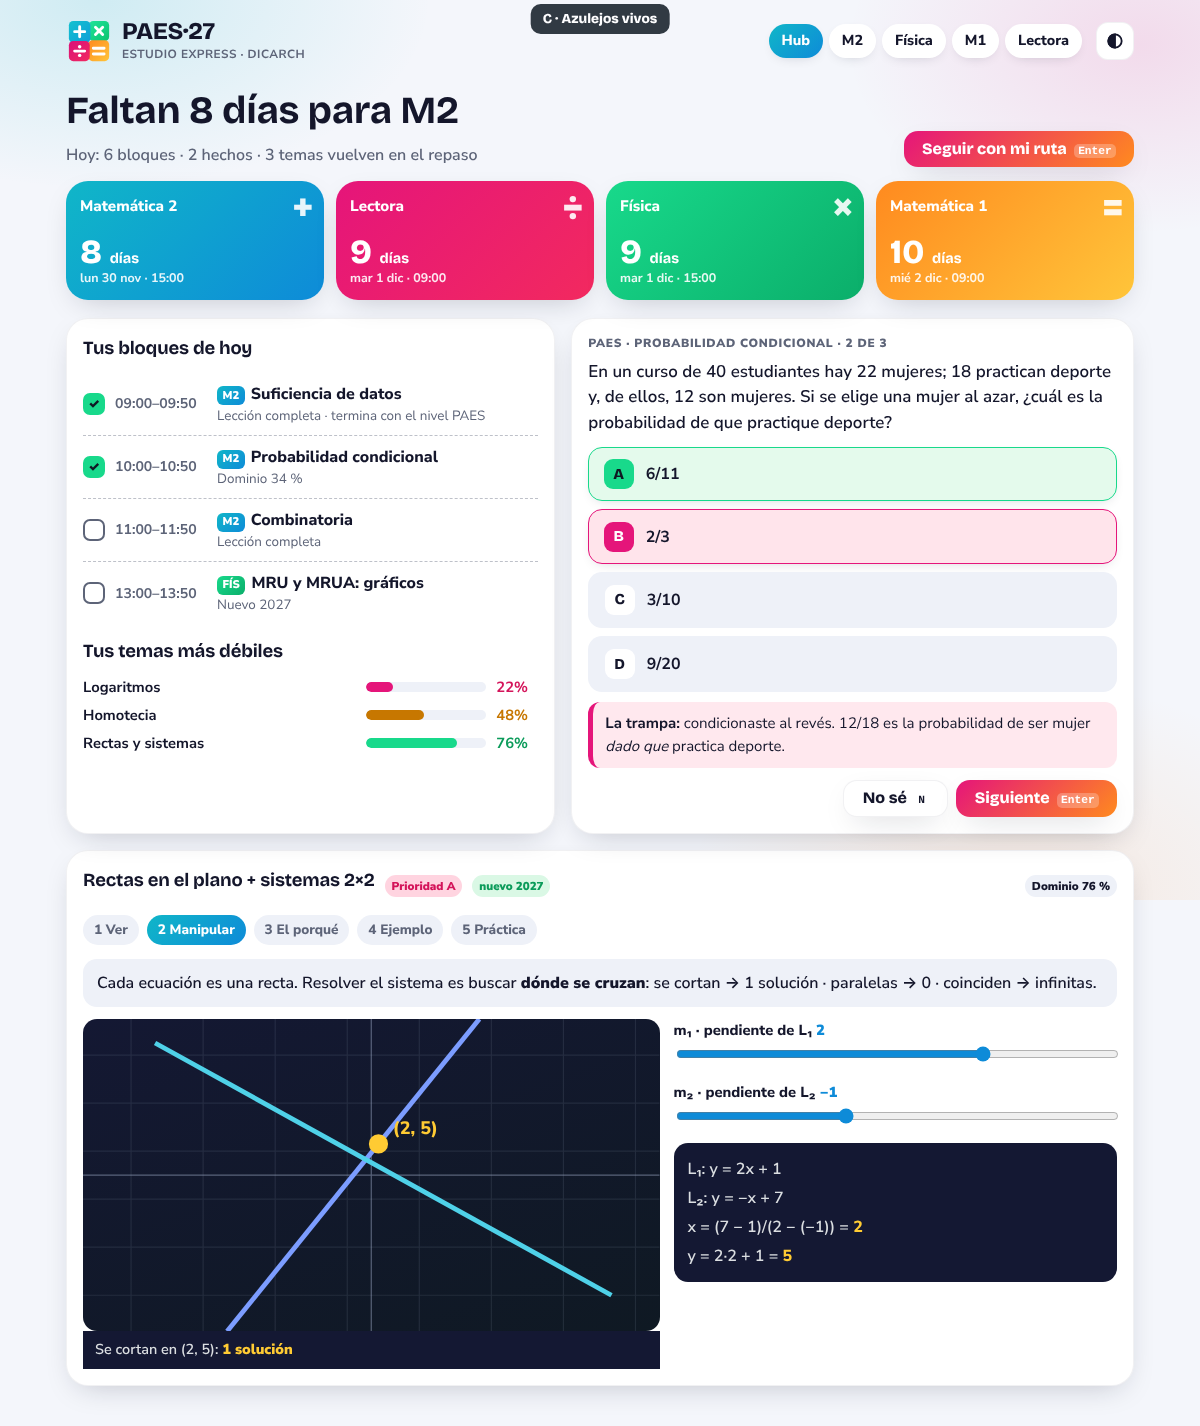 C · Azulejos vivos
PAES·27
ESTUDIO EXPRESS · DICARCH
Hub
M2
Física
M1
Lectora
Faltan 8 días para M2
Hoy: 6 bloques · 2 hechos · 3 temas vuelven en el repaso
Seguir con mi ruta Enter
Matemática 2
8 días
lun 30 nov · 15:00
Lectora
9 días
mar 1 dic · 09:00
Física
9 días
mar 1 dic · 15:00
Matemática 1
10 días
mié 2 dic · 09:00
Tus bloques de hoy
09:00–09:50 M2 Suficiencia de datos
Lección completa · termina con el nivel PAES
10:00–10:50 M2 Probabilidad condicional
Dominio 34 %
11:00–11:50 M2 Combinatoria
Lección completa
13:00–13:50 FÍS MRU y MRUA: gráficos
Nuevo 2027
Tus temas más débiles
Logaritmos 22%
Homotecia 48%
Rectas y sistemas 76%
PAES · PROBABILIDAD CONDICIONAL · 2 DE 3
En un curso de 40 estudiantes hay 22 mujeres; 18 practican deporte
y, de ellos, 12 son mujeres. Si se elige una mujer al azar, ¿cuál es la
probabilidad de que practique deporte?
A 6/11
B 2/3
C 3/10
D 9/20
La trampa: condicionaste al revés. 12/18 es la probabilidad de ser mujer
dado que practica deporte.
No sé N
Siguiente Enter
Rectas en el plano + sistemas 2×2 Prioridad A nuevo 2027 Dominio 76 %
1 Ver
2 Manipular
3 El porqué
4 Ejemplo
5 Práctica
Cada ecuación es una recta. Resolver el sistema es buscar dónde se cruzan: se cortan → 1 solución · paralelas → 0 · coinciden → infinitas.
(2, 5)
Se cortan en (2, 5): 1 solución
m₁ · pendiente de L₁ 2
m₂ · pendiente de L₂ −1
L₁: y = 2x + 1
L₂: y = −x + 7
x = (7 − 1)/(2 − (−1)) = 2
y = 2·2 + 1 = 5